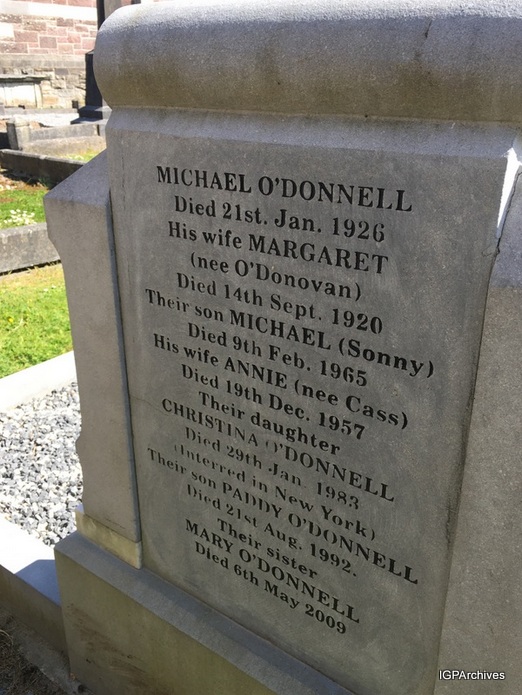 MICHAEL O'DONNELL
Died 21st. Jan. 1926
His wife MARGARET
(nee O'Donovan)
Died 14th Sept. 1920
Their son MICHAEL (Sonny)
Died 9th Feb. 1965
His wife ANNIE (nee Cass)
Died 19th Dec. 1957
Their daughter
CHRISTINA O'DONNELL
Died 29th Jan. 1983
(Interred in New York)
Their son PADDY O'DONNELL
Died 21st Aug. 1992.
Their sister
MARY O'DONNELL
Died 6th May 2009
IGPArchives